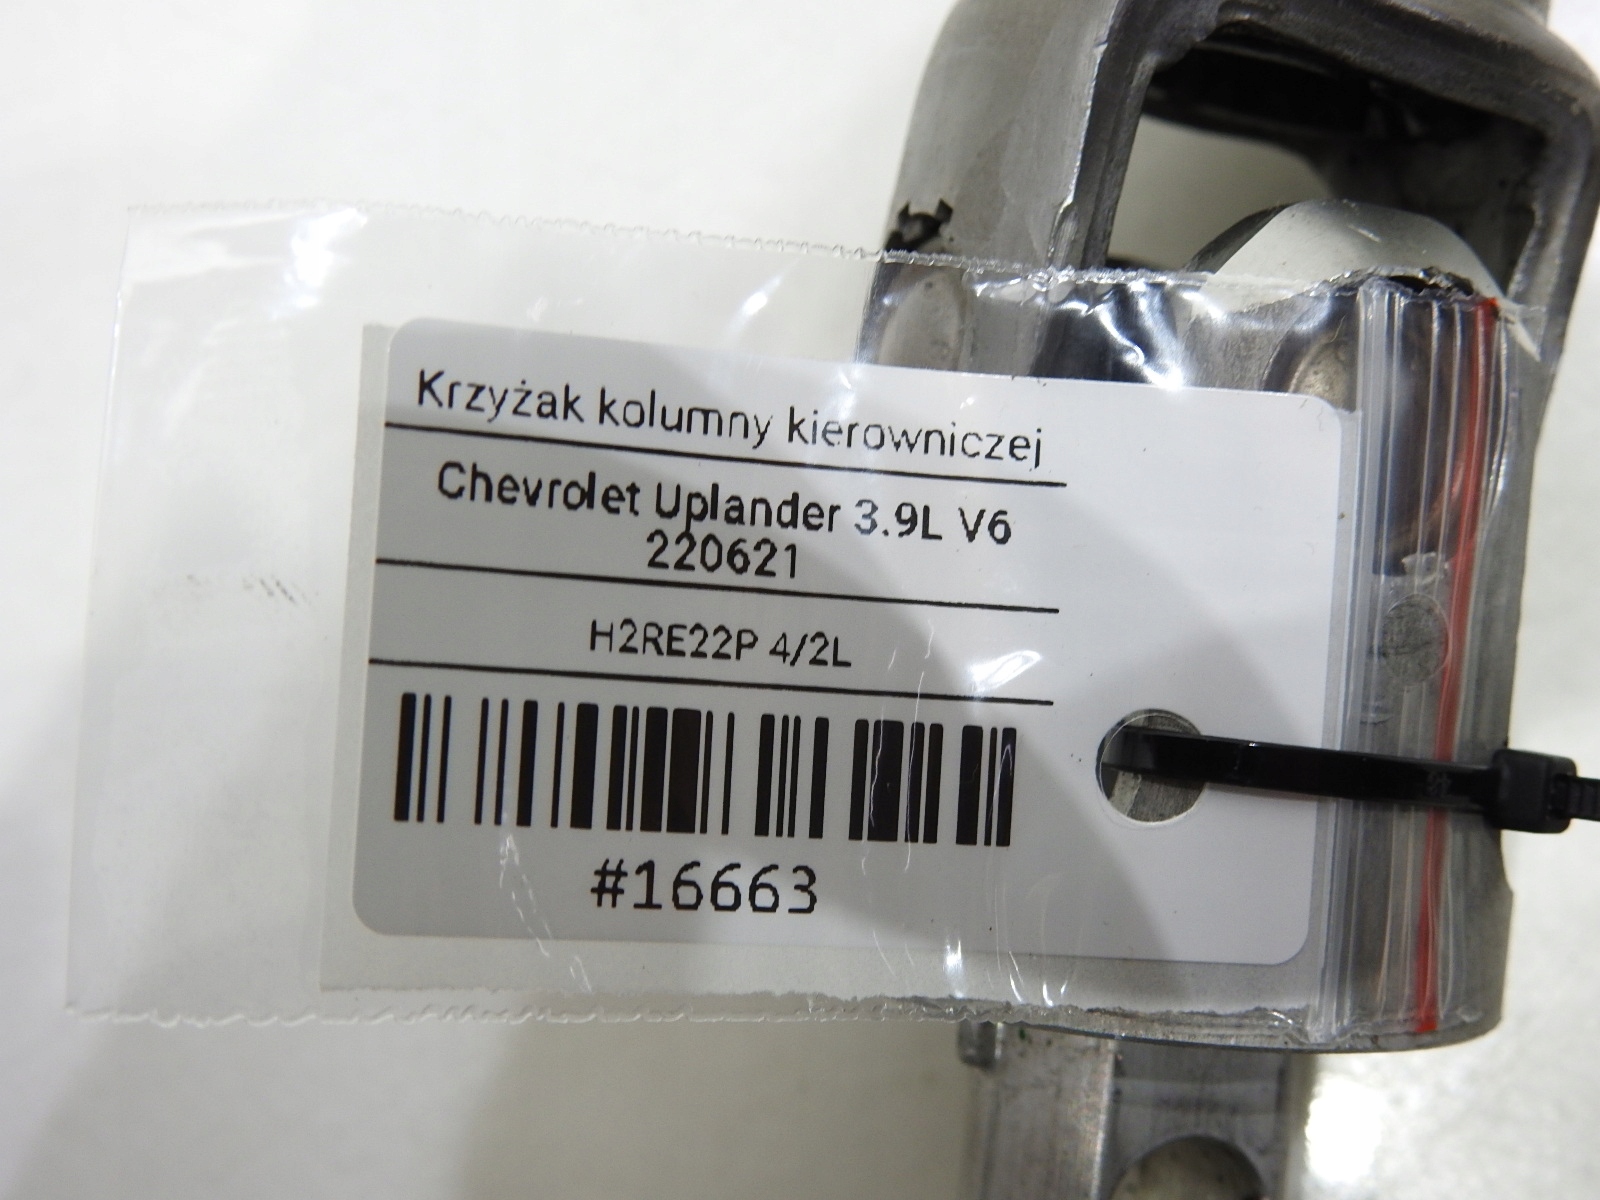 Krzyżak kolumny kierowniczej
Chevrolet Uplander 3.9L V6
220621
H2RE22P 4/2L
#16663